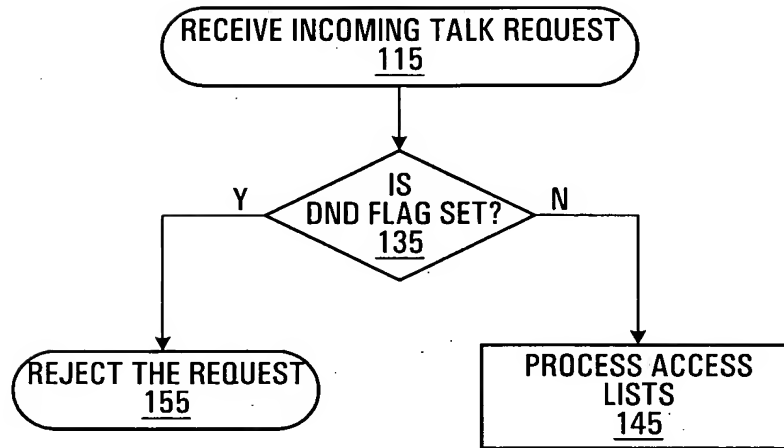 RECEIVE INCOMING TALK REQUEST
115
IS
DND FLAG SET?
135
Y
N
REJECT THE REQUEST
155
PROCESS ACCESS
LISTS
145